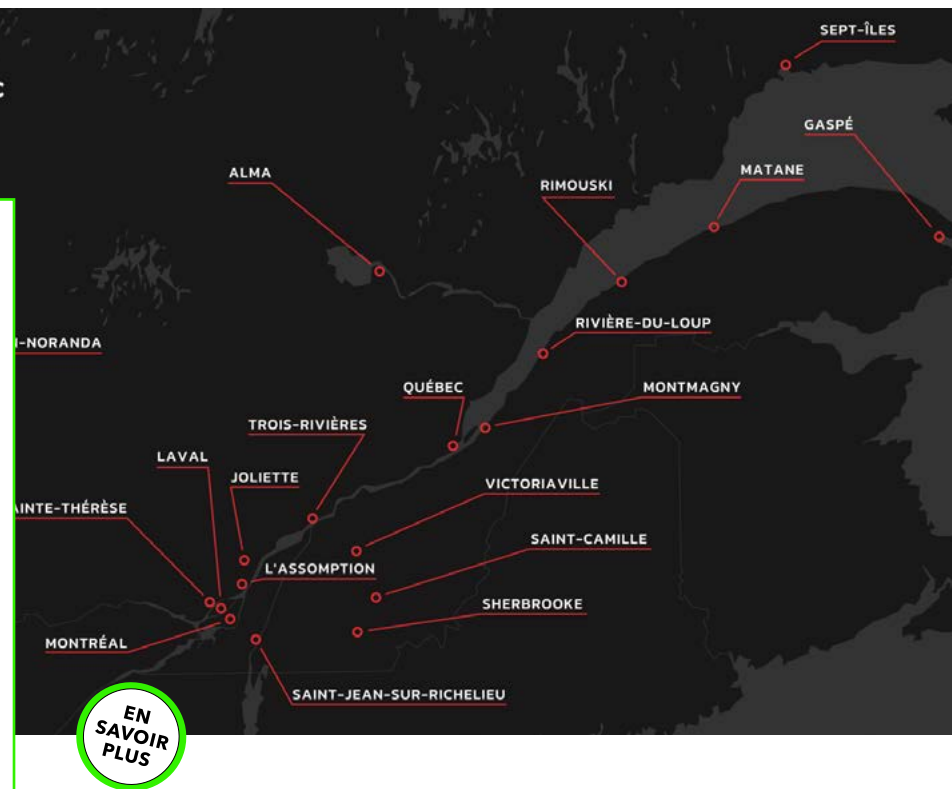 SEPT-ÎLES
GASPÉ
MATANE
ALMA
RIMOUSKI
RIVIÈRE-DU-LOUP
-NORANDA
QUÉBEC
MONTMAGNY
TROIS-RIVIÈRES
LAVAL
JOLIETTE
VICTORIAVILLE
AINTE-THÉRÈSE
SAINT-CAMILLE
L'ASSOMPTION
SHERBROOKE
MONTRÉAL
SAINT-JEAN-SUR-RICHELIEU
EN
SAVOIR
PLUS